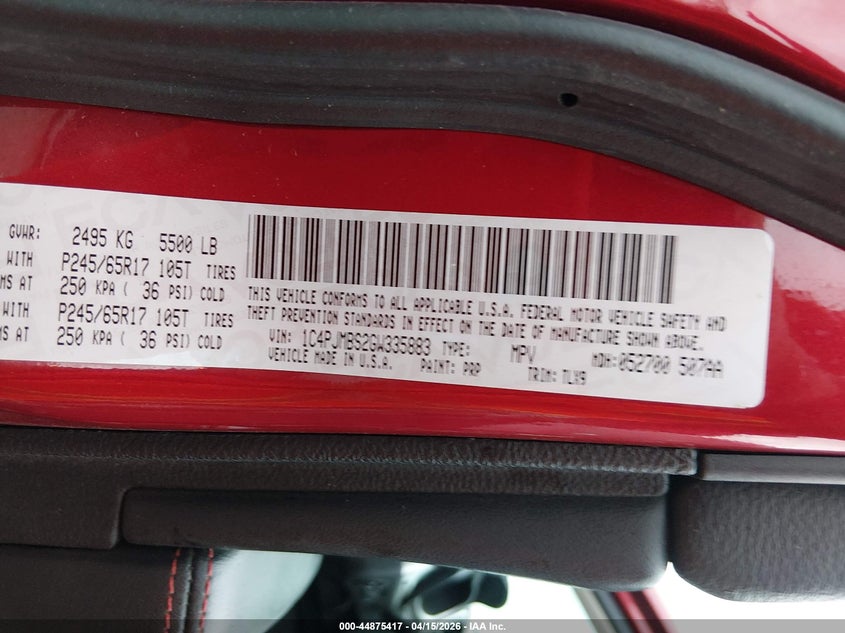 GVWR: 2495 KG 5500 LB
WITH P245/65R17 105T TIRES
MS AT 250 KPA ( 36 PSI) COLD
WITH P245/65R17 105T TIRES
MS AT 250 KPA ( 36 PSI) COLD
THIS VEHICLE CONFORMS TO ALL APPLICABLE U.S.A. FEDERAL MOTOR VEHICLE SAFETY AND
THEFT PREVENTION STANDARDS IN EFFECT ON THE DATE OF MANUFACTURE SHOWN ABOVE.
VIN: 1C4PJMBS2GW335883 TYPE: MPV MDH:052700 507AA
VEHICLE MADE IN U.S.A. PAINT: PRP TRIM: TLX9
000-44875417 - 04/15/2026 - IAA Inc.